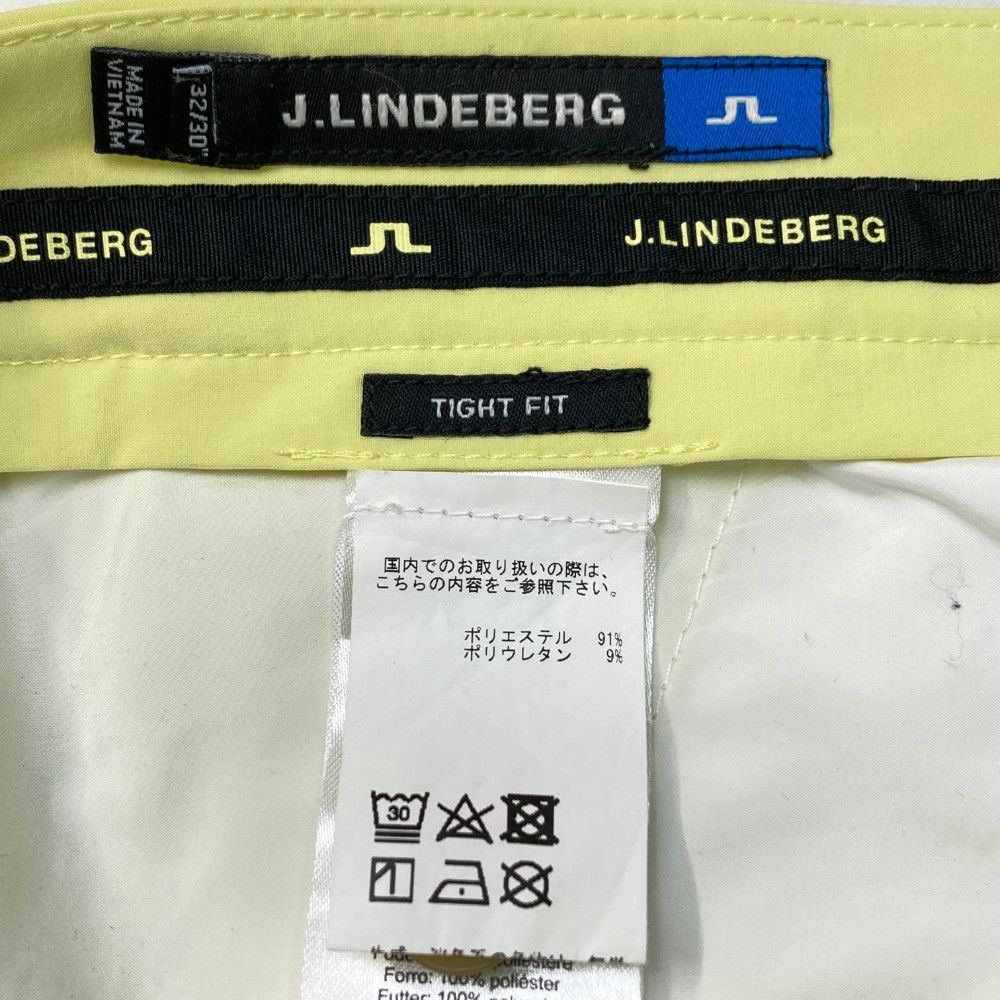 MADE IN
VIETNAM
32/30"
J.LINDEBERG
DEBERG
J.LINDEBERG
TIGHT FIT
国内でのお取り扱いの際は、
こちらの内容をご参照下さい。
ポリエステル 91%
ポリウレタン 9%
30
Forro: 100% poliéster
Futter: 100%